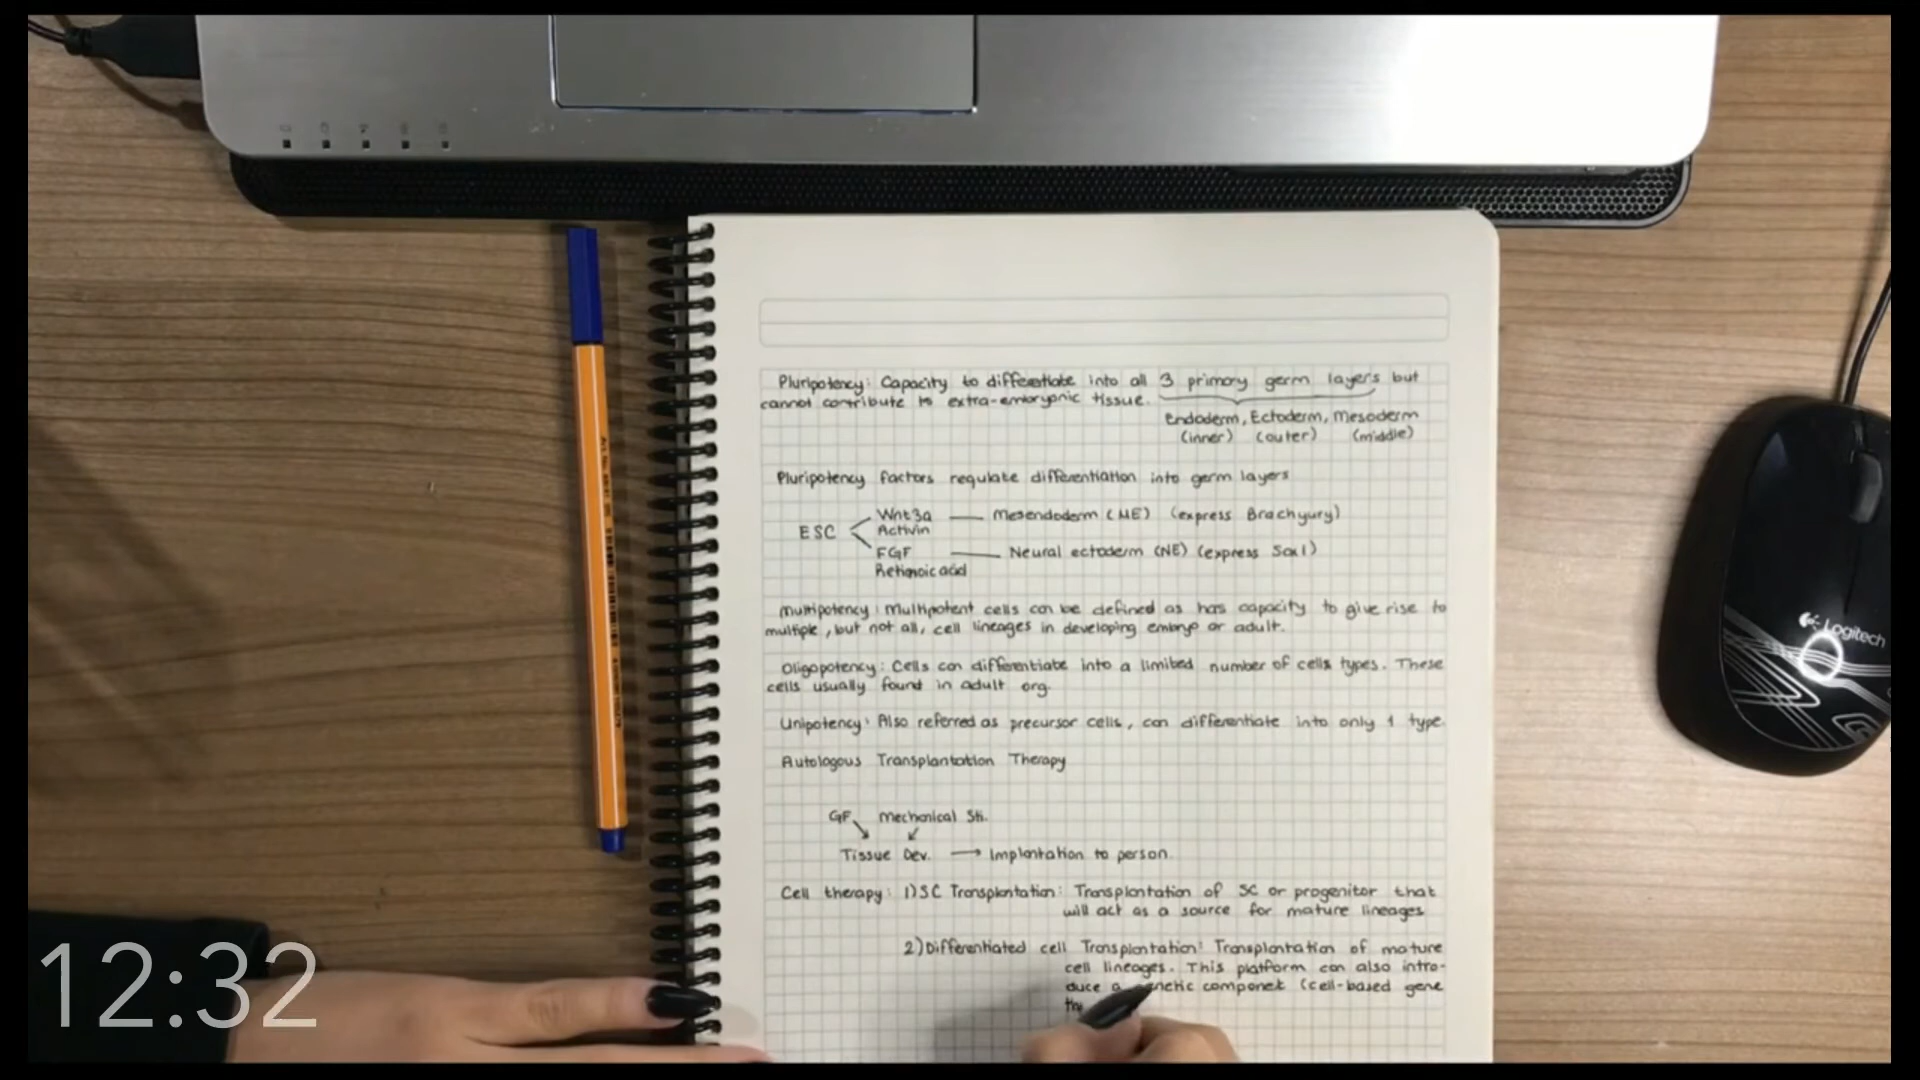 Pluripotency: Capacity to differentiate into all 3 primary germ layers but
cannot contribute to extra-embryonic tissue.
Endoderm, Ectoderm, Mesoderm
(inner) (outer) (middle)
Pluripotency factors regulate differentiation into germ layers
Wnt3a — Mesendoderm (ME) (express Brachyury)
ESC
Activin
FGF — Neural ectoderm (NE) (express Sox1)
Retinoic acid
Multipotency: Multipotent cells can be defined as has capacity to give rise to
multiple, but not all, cell lineages in developing embryo or adult.
Oligopotency: Cells can differentiate into a limited number of cells types. These
cells usually found in adult org.
Unipotency: Also referred as precursor cells, can differentiate into only 1 type.
Autologous Transplantation Therapy
GF Mechanical Sti.
Tissue Dev. → Implantation to person.
Cell therapy: 1) SC Transplantation: Transplantation of SC or progenitor that
will act as a source for mature lineages
2) Differentiated cell Transplantation: Transplantation of mature
cell lineages. This platform can also intro-
duce a genetic componet (cell-based gene
Logitech
12:32